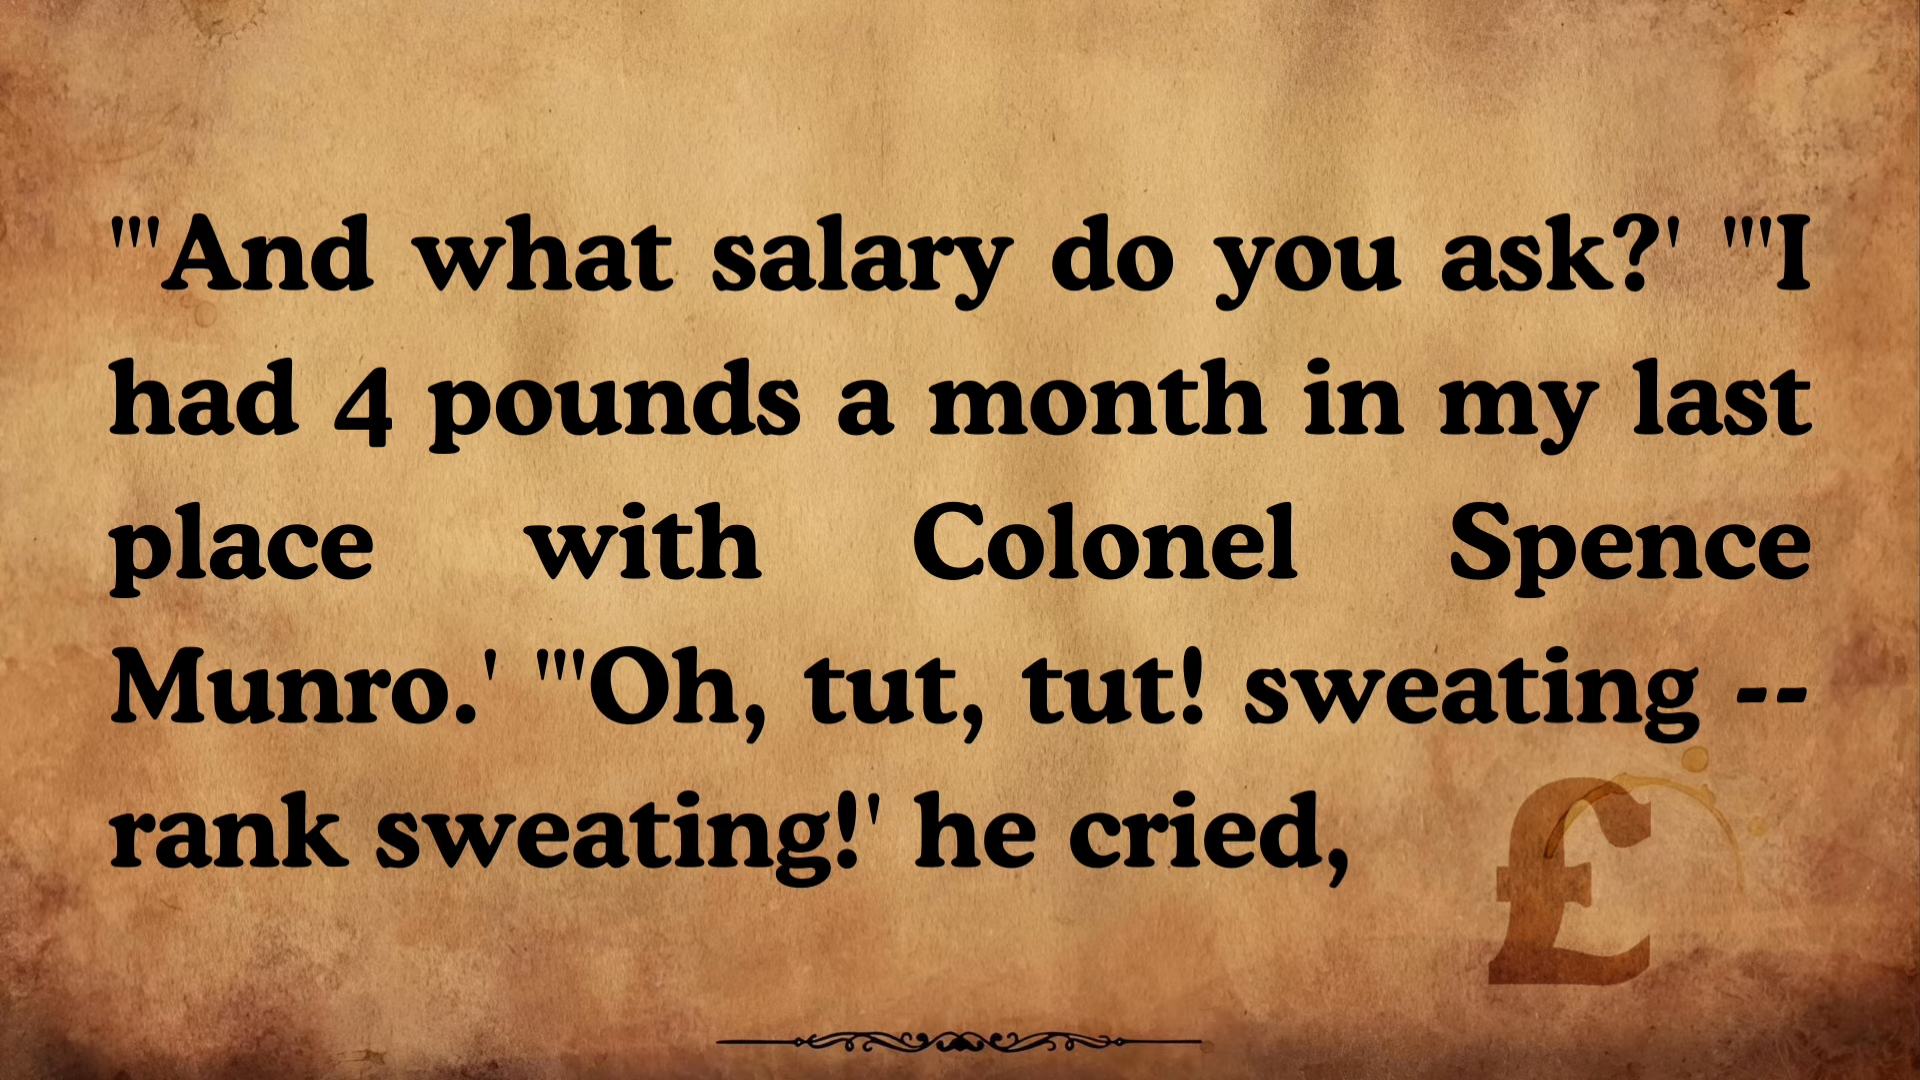 "'And what salary do you ask?' "'I
had 4 pounds a month in my last
place with Colonel Spence
Munro.' "'Oh, tut, tut! sweating --
rank sweating!' he cried,
£